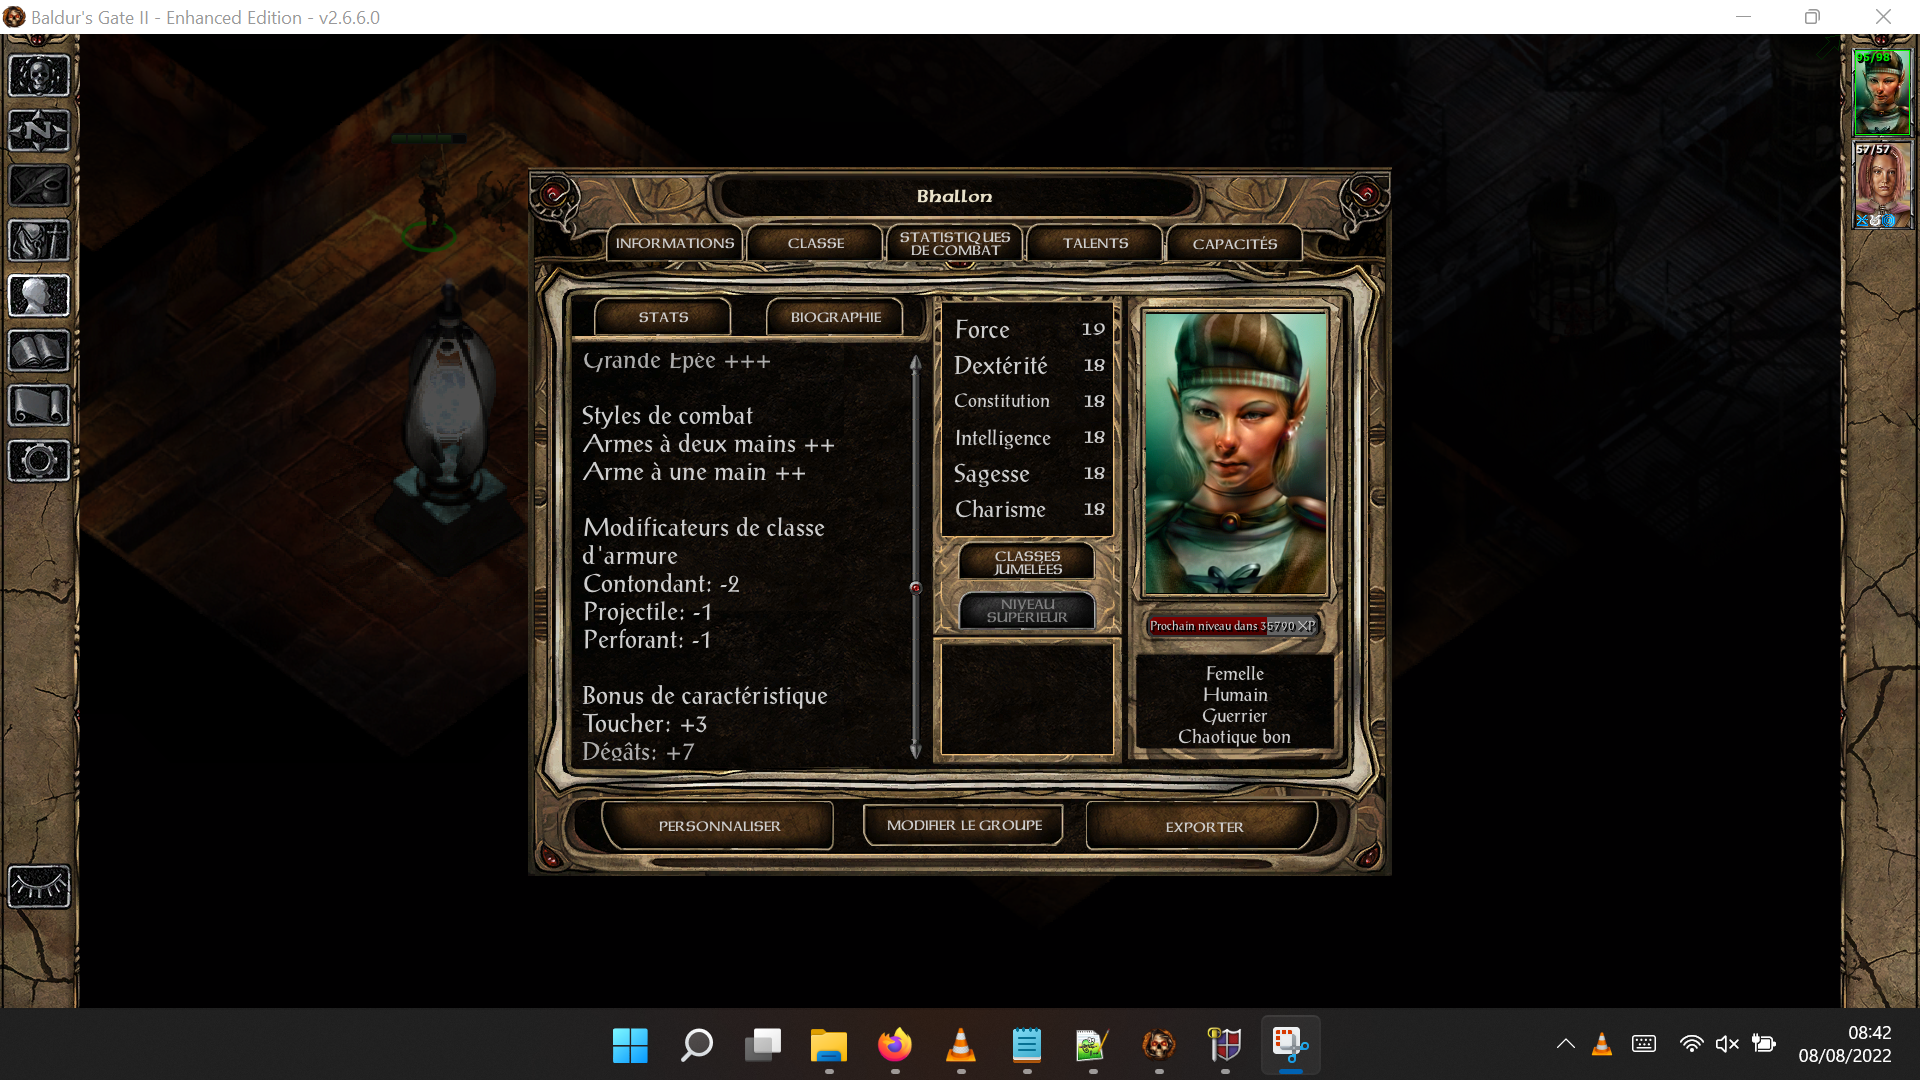 Baldur's Gate II - Enhanced Edition - v2.6.6.0
95/98
57/57
N
Bhallon
INFORMATIONS
CLASSE
STATISTIQUES
DE COMBAT
TALENTS
CAPACITÉS
STATS
BIOGRAPHIE
Grande Epée +++
Styles de combat
Armes à deux mains ++
Arme à une main ++
Modificateurs de classe
d'armure
Contondant: -2
Projectile: -1
Perforant: -1
Bonus de caractéristique
Toucher: +3
Dégâts: +7
Force 19
Dextérité 18
Constitution 18
Intelligence 18
Sagesse 18
Charisme 18
CLASSES
JUMELÉES
NIVEAU
SUPÉRIEUR
Prochain niveau dans 35790 XP
Femelle
Humain
Guerrier
Chaotique bon
PERSONNALISER
MODIFIER LE GROUPE
EXPORTER
08:42
08/08/2022